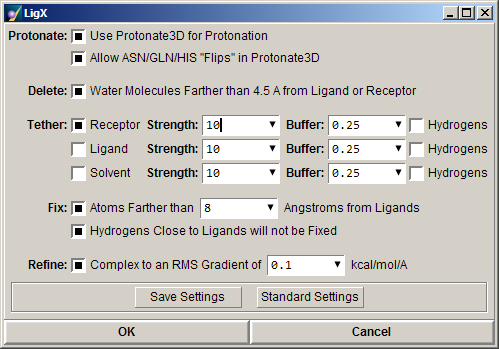 LigX
Protonate: Use Protonate3D for Protonation
Allow ASN/GLN/HIS "Flips" in Protonate3D
Delete: Water Molecules Farther than 4.5 A from Ligand or Receptor
Tether: Receptor Strength: 10 Buffer: 0.25 Hydrogens
Ligand Strength: 10 Buffer: 0.25 Hydrogens
Solvent Strength: 10 Buffer: 0.25 Hydrogens
Fix: Atoms Farther than 8 Angstroms from Ligands
Hydrogens Close to Ligands will not be Fixed
Refine: Complex to an RMS Gradient of 0.1 kcal/mol/A
Save Settings Standard Settings
OK Cancel